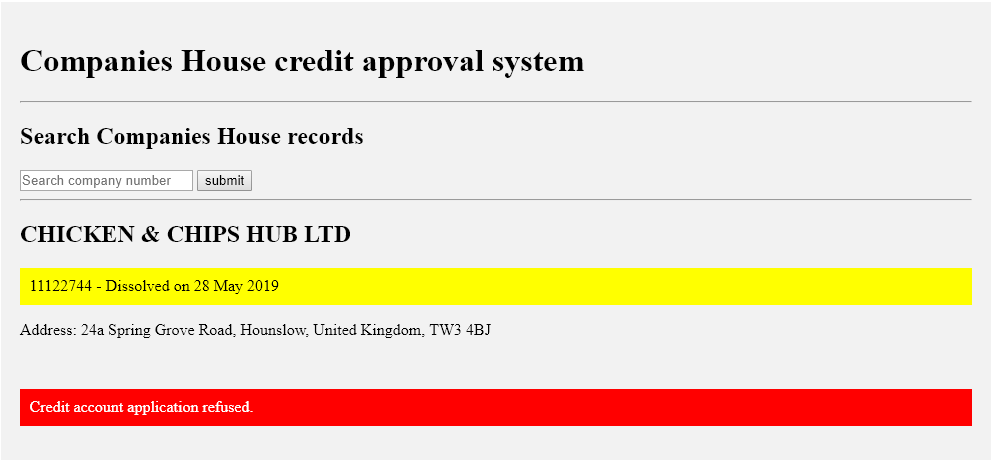 Companies House credit approval system
Search Companies House records
Search company number submit
CHICKEN & CHIPS HUB LTD
11122744 - Dissolved on 28 May 2019
Address: 24a Spring Grove Road, Hounslow, United Kingdom, TW3 4BJ
Credit account application refused.